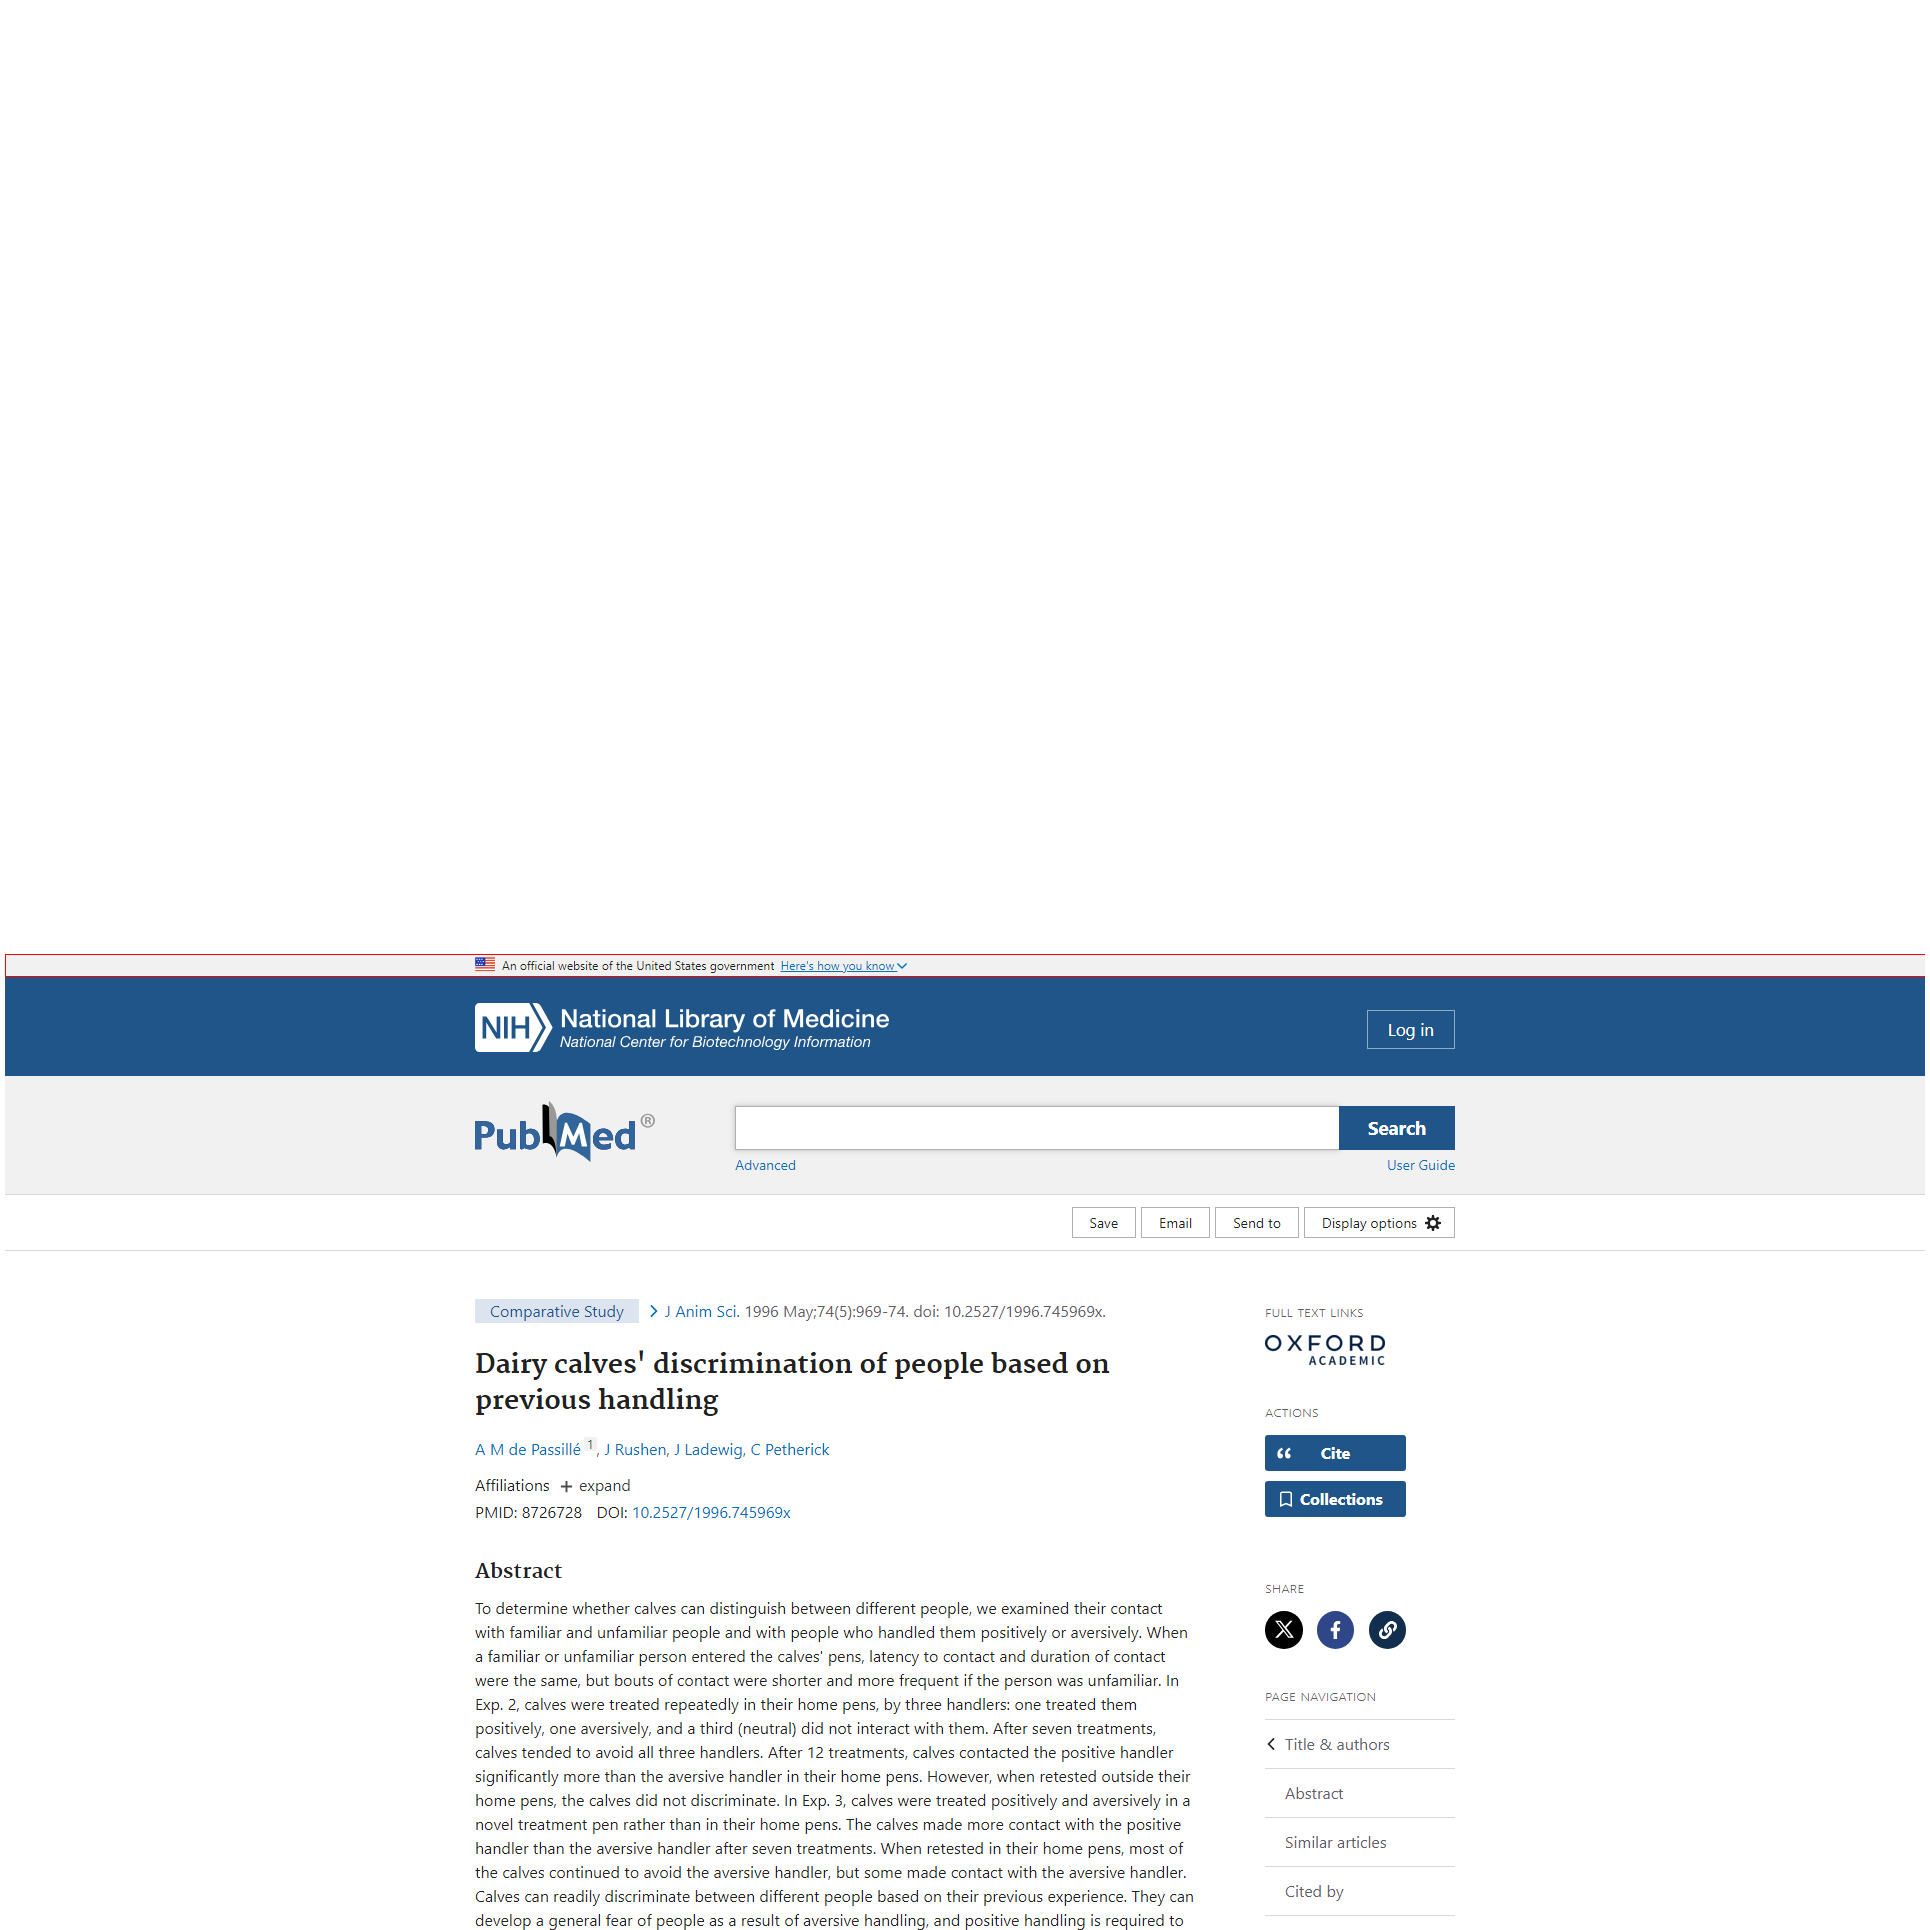 An official website of the United States government Here's how you know
NIH National Library of Medicine
National Center for Biotechnology Information
Log in
PubMed®
Search
Advanced
User Guide
Save
Email
Send to
Display options
Comparative Study
J Anim Sci. 1996 May;74(5):969-74. doi: 10.2527/1996.745969x.
Dairy calves' discrimination of people based on
previous handling
A M de Passillé 1, J Rushen, J Ladewig, C Petherick
Affiliations + expand
PMID: 8726728 DOI: 10.2527/1996.745969x
Abstract
To determine whether calves can distinguish between different people, we examined their contact
with familiar and unfamiliar people and with people who handled them positively or aversively. When
a familiar or unfamiliar person entered the calves' pens, latency to contact and duration of contact
were the same, but bouts of contact were shorter and more frequent if the person was unfamiliar. In
Exp. 2, calves were treated repeatedly in their home pens, by three handlers: one treated them
positively, one aversively, and a third (neutral) did not interact with them. After seven treatments,
calves tended to avoid all three handlers. After 12 treatments, calves contacted the positive handler
significantly more than the aversive handler in their home pens. However, when retested outside their
home pens, the calves did not discriminate. In Exp. 3, calves were treated positively and aversively in a
novel treatment pen rather than in their home pens. The calves made more contact with the positive
handler than the aversive handler after seven treatments. When retested in their home pens, most of
the calves continued to avoid the aversive handler, but some made contact with the aversive handler.
Calves can readily discriminate between different people based on their previous experience. They can
develop a general fear of people as a result of aversive handling, and positive handling is required to
FULL TEXT LINKS
OXFORD
ACADEMIC
ACTIONS
Cite
Collections
SHARE
PAGE NAVIGATION
Title & authors
Abstract
Similar articles
Cited by